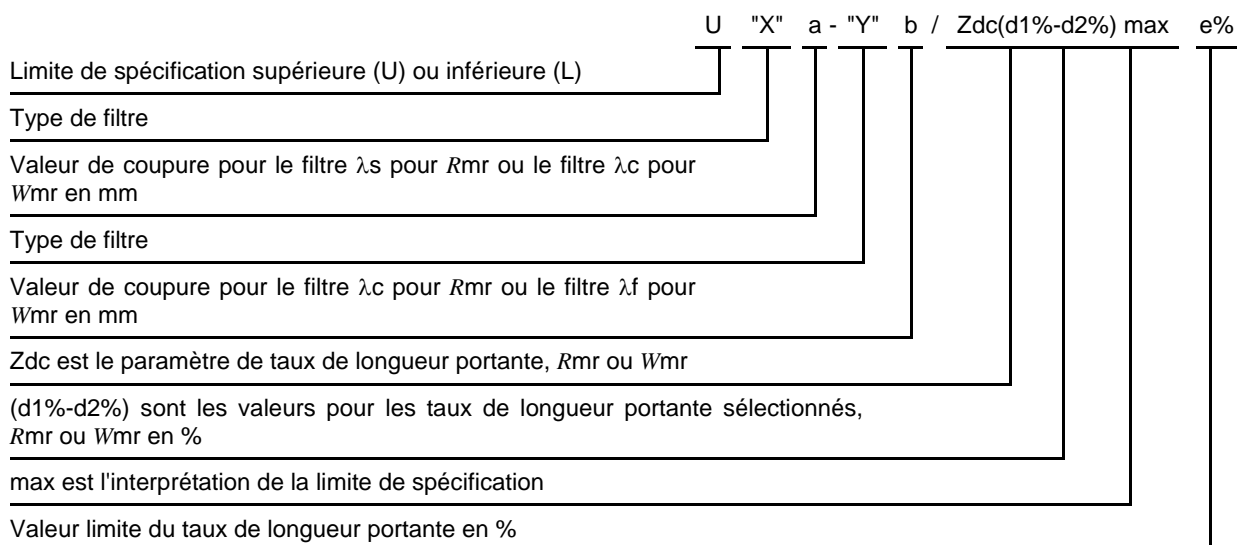 U "X" a - "Y" b / Zdc(d1%-d2%) max e%
Limite de spécification supérieure (U) ou inférieure (L)
Type de filtre
Valeur de coupure pour le filtre λs pour Rmr ou le filtre λc pour
Wmr en mm
Type de filtre
Valeur de coupure pour le filtre λc pour Rmr ou le filtre λf pour
Wmr en mm
Zdc est le paramètre de taux de longueur portante, Rmr ou Wmr
(d1%-d2%) sont les valeurs pour les taux de longueur portante sélectionnés,
Rmr ou Wmr en %
max est l'interprétation de la limite de spécification
Valeur limite du taux de longueur portante en %